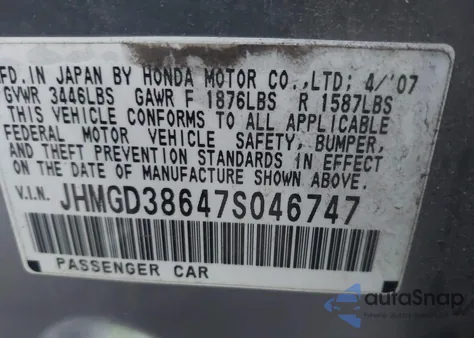 MFD. IN JAPAN BY HONDA MOTOR CO., LTD; 4/'07
GVWR 3446LBS GAWR F 1876LBS R 1587LBS
THIS VEHICLE CONFORMS TO ALL APPLICABLE
FEDERAL MOTOR VEHICLE SAFETY, BUMPER,
AND THEFT PREVENTION STANDARDS IN EFFECT
ON THE DATE OF MANUFACTURE SHOWN ABOVE.
V.I.N. JHMGD38647S046747
PASSENGER CAR
autoSnap